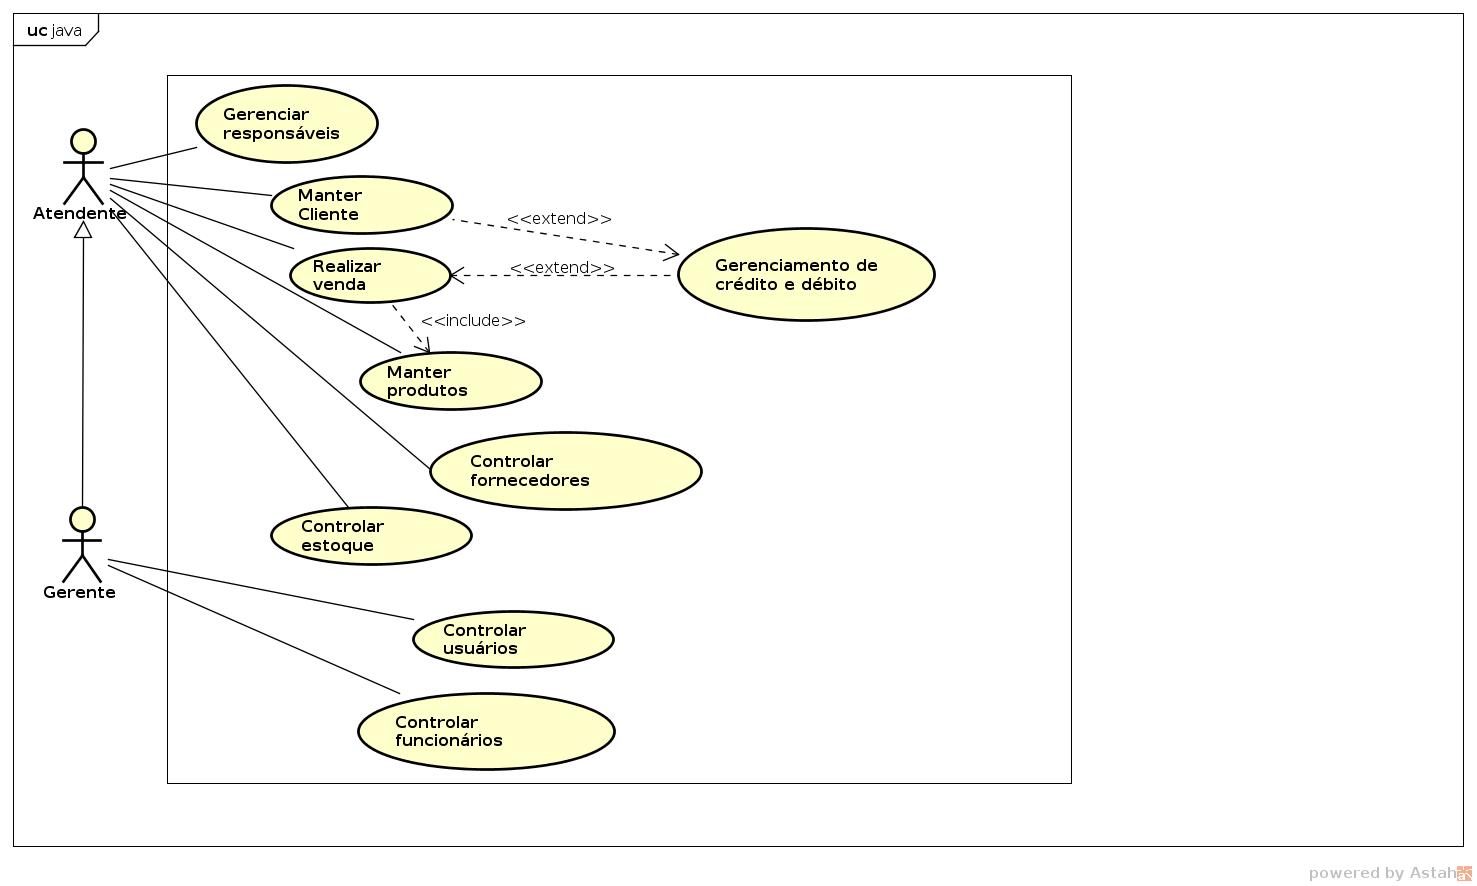 uc java
Gerenciar
responsáveis
Atendente
Manter
Cliente
<<extend>>
Realizar
venda
<<extend>>
Gerenciamento de
crédito e débito
<<include>>
Manter
produtos
Controlar
fornecedores
Controlar
estoque
Gerente
Controlar
usuários
Controlar
funcionários
powered by Astah